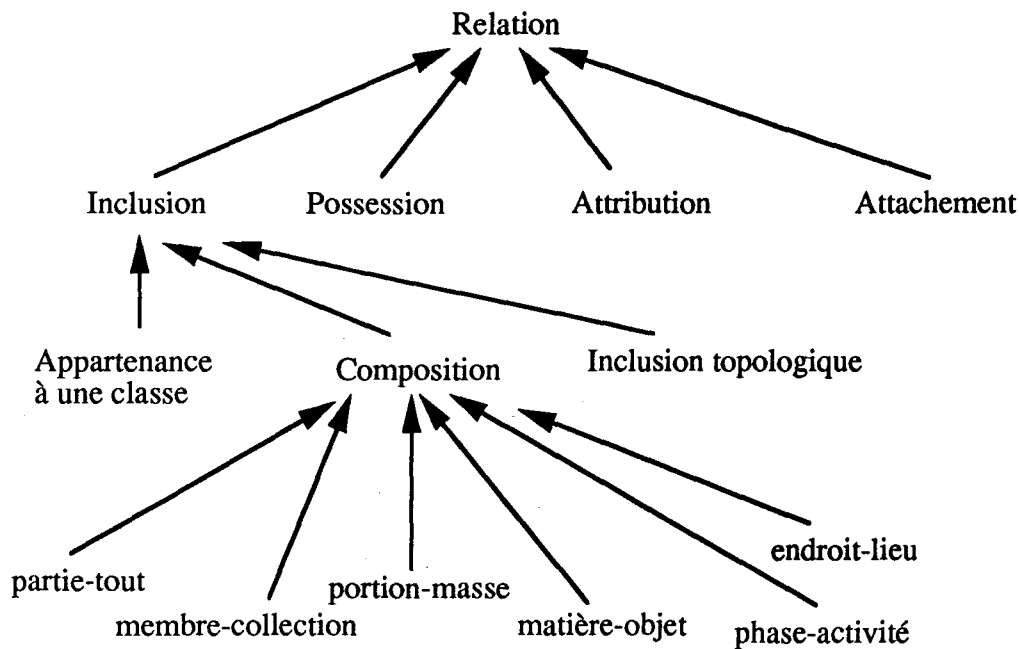 Relation
Inclusion
Possession
Attribution
Attachement
Appartenance
à une classe
Composition
Inclusion topologique
partie-tout
membre-collection
portion-masse
matière-objet
phase-activité
endroit-lieu